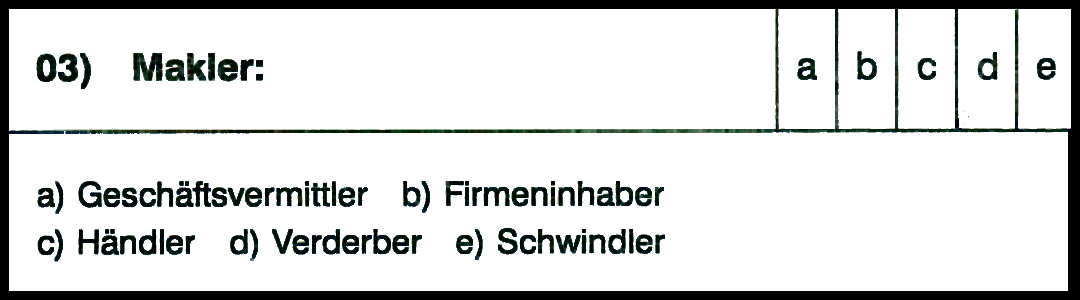 03) Makler: a b c d e
a) Geschäftsvermittler b) Firmeninhaber
c) Händler d) Verderber e) Schwindler